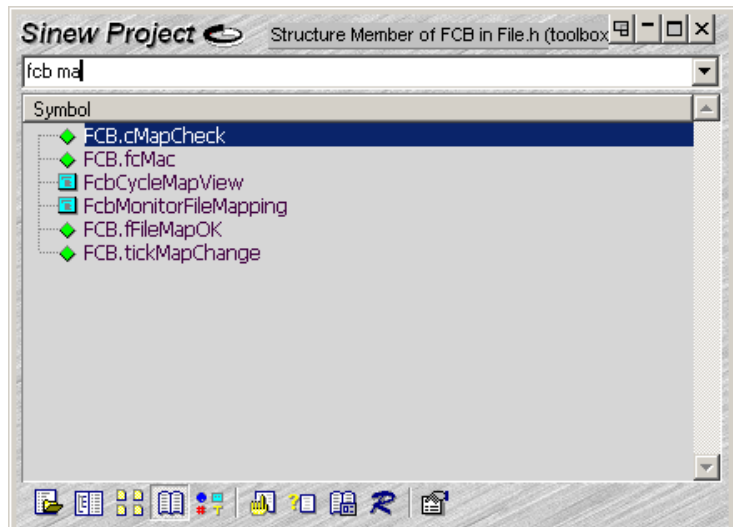 Sinew Project Structure Member of FCB in File.h (toolbox
fcb ma
Symbol
FCB.cMapCheck
FCB.fcMac
FcbCycleMapView
FcbMonitorFileMapping
FCB.fFileMapOK
FCB.tickMapChange